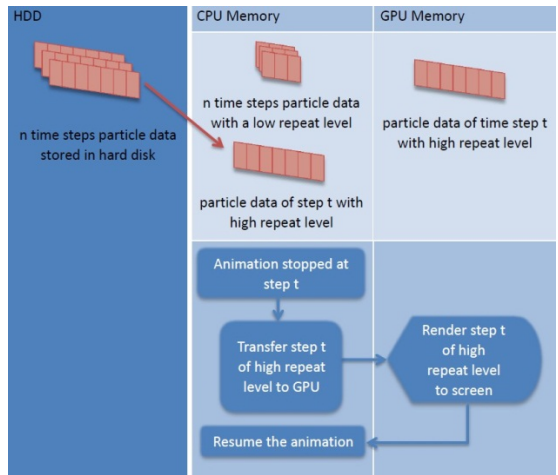 HDD
CPU Memory
GPU Memory
n time steps particle data
stored in hard disk
n time steps particle data
with a low repeat level
particle data of step t with
high repeat level
particle data of time step t
with high repeat level
Animation stopped at
step t
Transfer step t
of high repeat
level to GPU
Render step t
of high
repeat level
to screen
Resume the animation